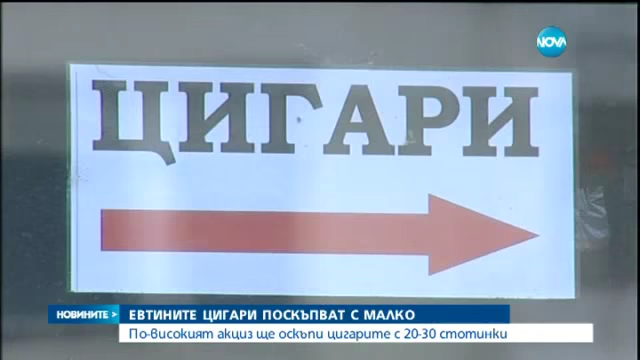 NOVA
ЦИГАРИ
НОВИНИТЕ
ЕВТИНИТЕ ЦИГАРИ ПОСКЪПВАТ С МАЛКО
По-високият акциз ще оскъпи цигарите с 20-30 стотинки